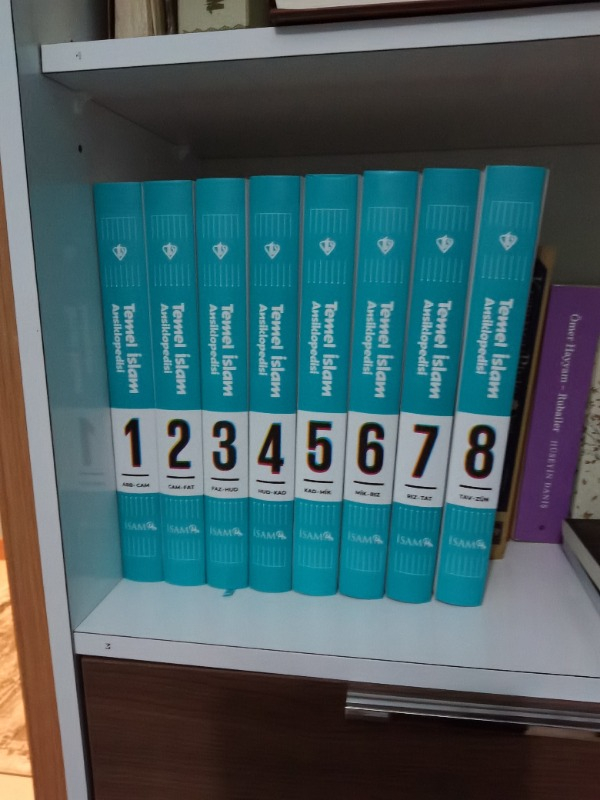 Temel İslam
Ansiklopedisi
1
ABD-CAM
İSAM
Temel İslam
Ansiklopedisi
2
CAM-FAT
İSAM
Temel İslam
Ansiklopedisi
3
FAZ-HUD
İSAM
Temel İslam
Ansiklopedisi
4
HUD-KAD
İSAM
Temel İslam
Ansiklopedisi
5
KAD-MİK
İSAM
Temel İslam
Ansiklopedisi
6
MİK-RIZ
İSAM
Temel İslam
Ansiklopedisi
7
RIZ-TAT
İSAM
Temel İslam
Ansiklopedisi
8
TAV-ZÜN
İSAM
Ömer Hayyam - Rubailer
HÜSEYİN DANİŞ
3